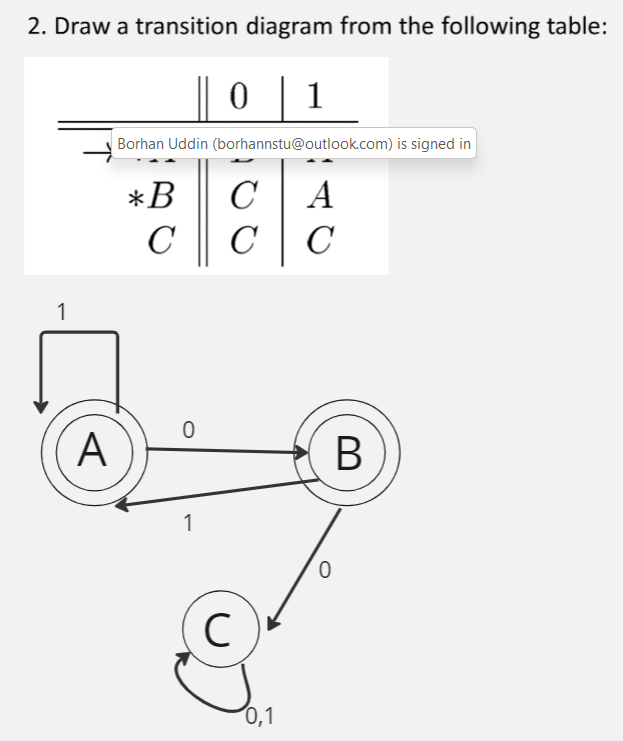 2. Draw a transition diagram from the following table:
0 1
Borhan Uddin (borhannstu@outlook.com) is signed in
*B C A
C C C
1
0
A B
1
0
C
0,1